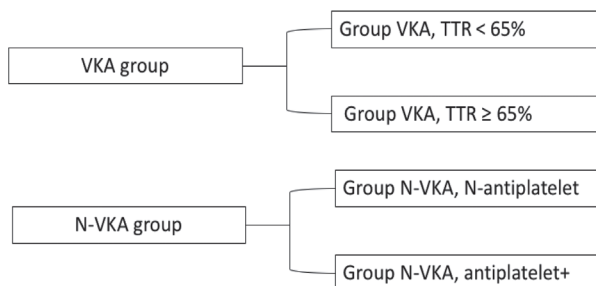 Group VKA, TTR < 65%
VKA group
Group VKA, TTR ≥ 65%
Group N-VKA, N-antiplatelet
N-VKA group
Group N-VKA, antiplatelet+